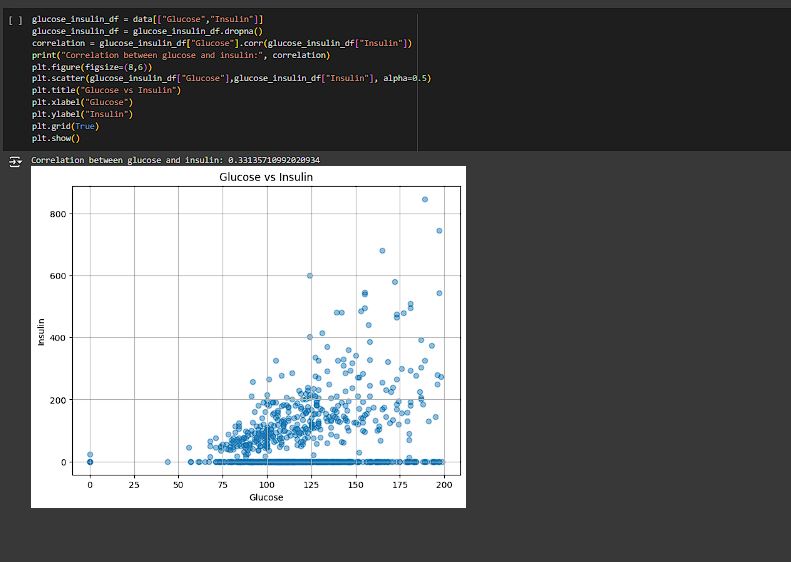 [ ] glucose_insulin_df = data[["Glucose","Insulin"]]
glucose_insulin_df = glucose_insulin_df.dropna()
correlation = glucose_insulin_df["Glucose"].corr(glucose_insulin_df["Insulin"])
print("Correlation between glucose and insulin:", correlation)
plt.figure(figsize=(8,6))
plt.scatter(glucose_insulin_df["Glucose"],glucose_insulin_df["Insulin"], alpha=0.5)
plt.title("Glucose vs Insulin")
plt.xlabel("Glucose")
plt.ylabel("Insulin")
plt.grid(True)
plt.show()
Correlation between glucose and insulin: 0.33135710992020934
Glucose vs Insulin
800
600
400
200
0
Insulin
0 25 50 75 100 125 150 175 200
Glucose